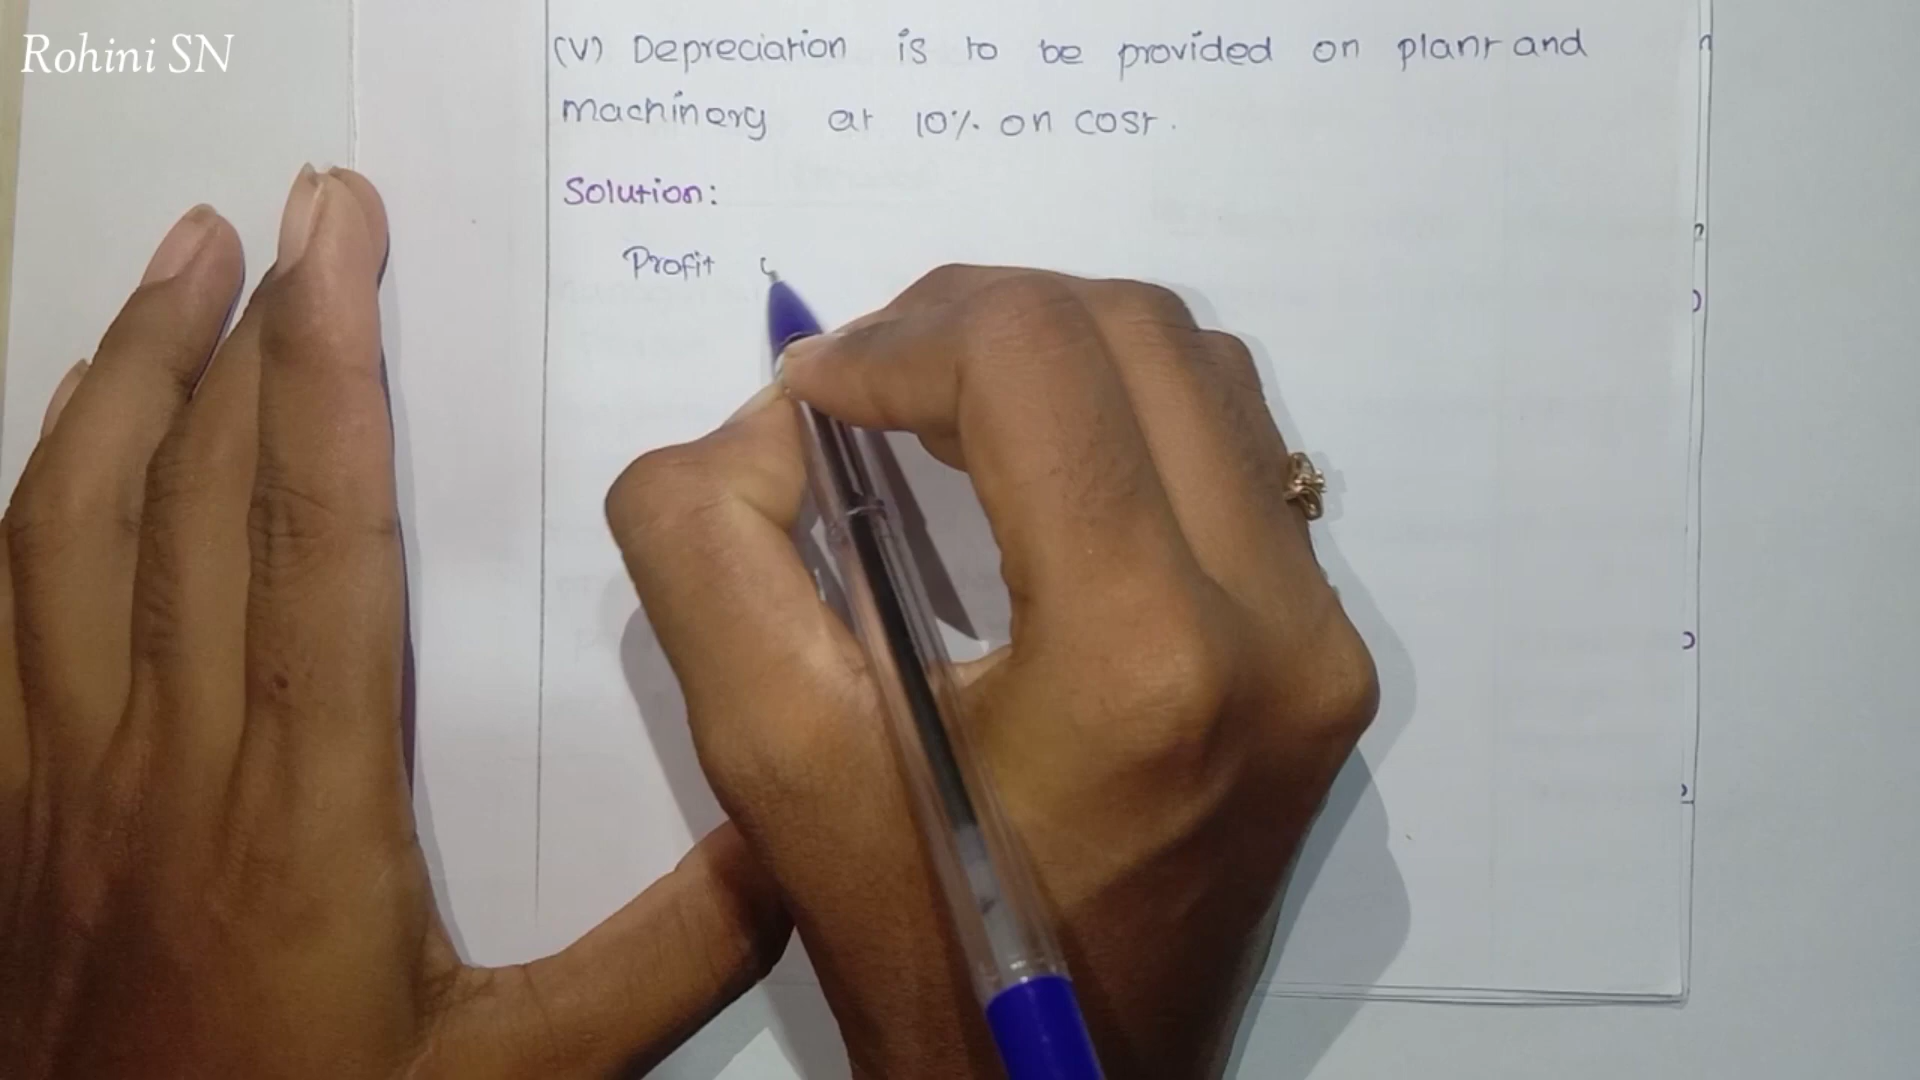 Rohini SN
(V) Depreciation is to be provided on plant and
machinery at 10% on cost.
Solution:
Profit